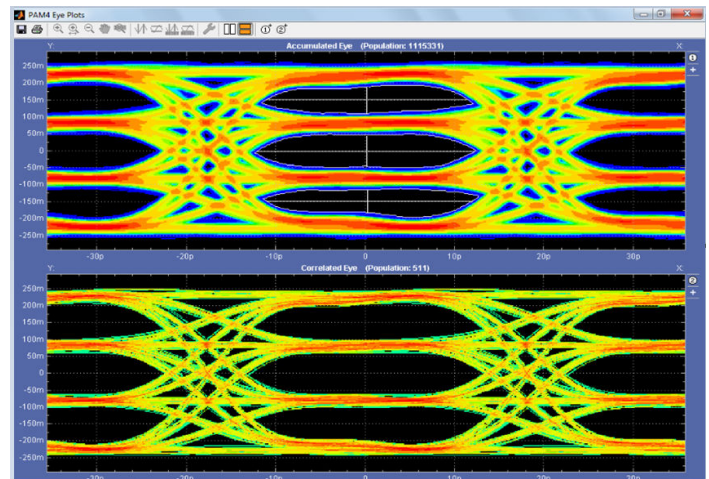 PAM4 Eye Plots
Y: Accumulated Eye (Population: 1115331) X:
250m
200m
150m
100m
50m
0
-50m
-100m
-150m
-200m
-250m
-30p -20p -10p 0 10p 20p 30p
Y: Correlated Eye (Population: 511) X:
250m
200m
150m
100m
50m
0
-50m
-100m
-150m
-200m
-250m
-30p -20p -10p 0 10p 20p 30p